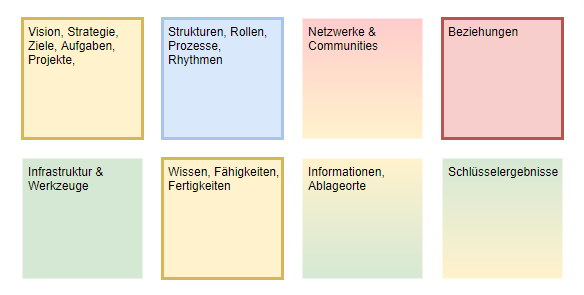 Vision, Strategie,
Ziele, Aufgaben,
Projekte,
Strukturen, Rollen,
Prozesse,
Rhythmen
Netzwerke &
Communities
Beziehungen
Infrastruktur &
Werkzeuge
Wissen, Fähigkeiten,
Fertigkeiten
Informationen,
Ablageorte
Schlüsselergebnisse